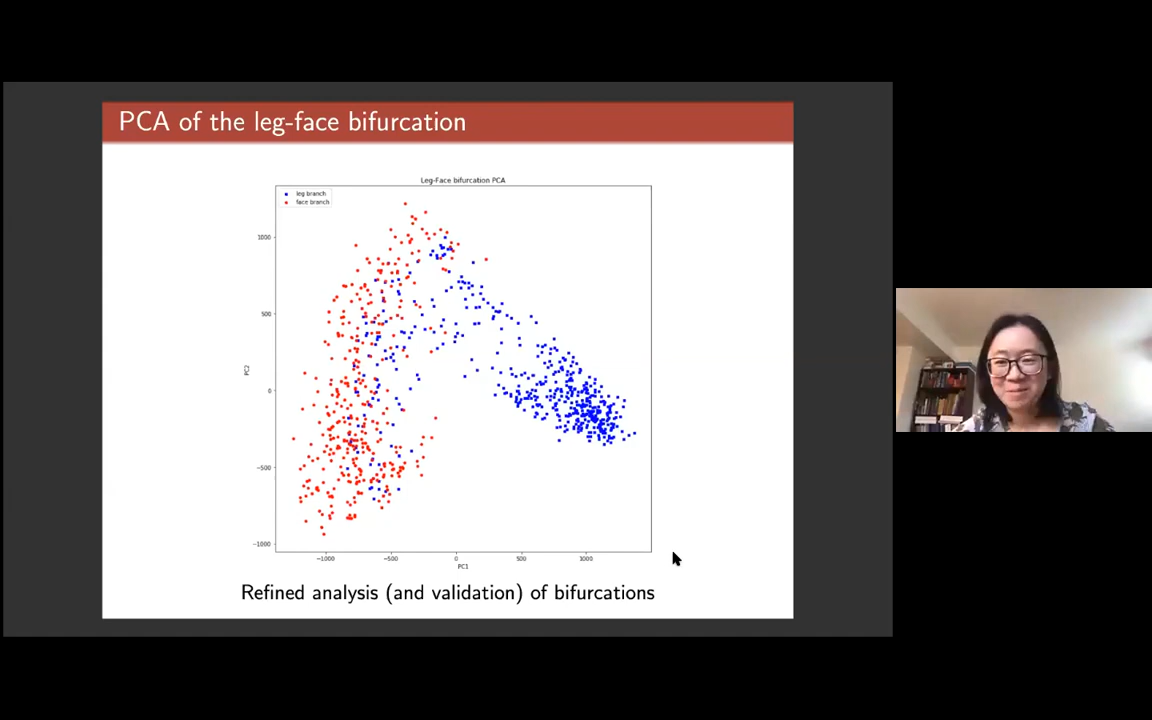 PCA of the leg-face bifurcation
Leg-Face bifurcation PCA
leg branch
face branch
1000
500
0
−500
−1000
PC2
−1000
−500
0
500
1000
PC1
Refined analysis (and validation) of bifurcations